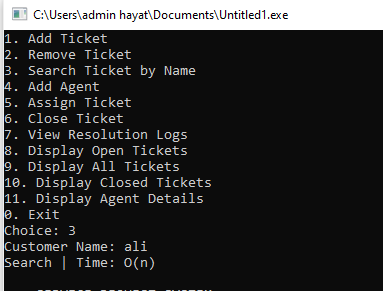 C:\Users\admin hayat\Documents\Untitled1.exe
1. Add Ticket
2. Remove Ticket
3. Search Ticket by Name
4. Add Agent
5. Assign Ticket
6. Close Ticket
7. View Resolution Logs
8. Display Open Tickets
9. Display All Tickets
10. Display Closed Tickets
11. Display Agent Details
0. Exit
Choice: 3
Customer Name: ali
Search | Time: O(n)